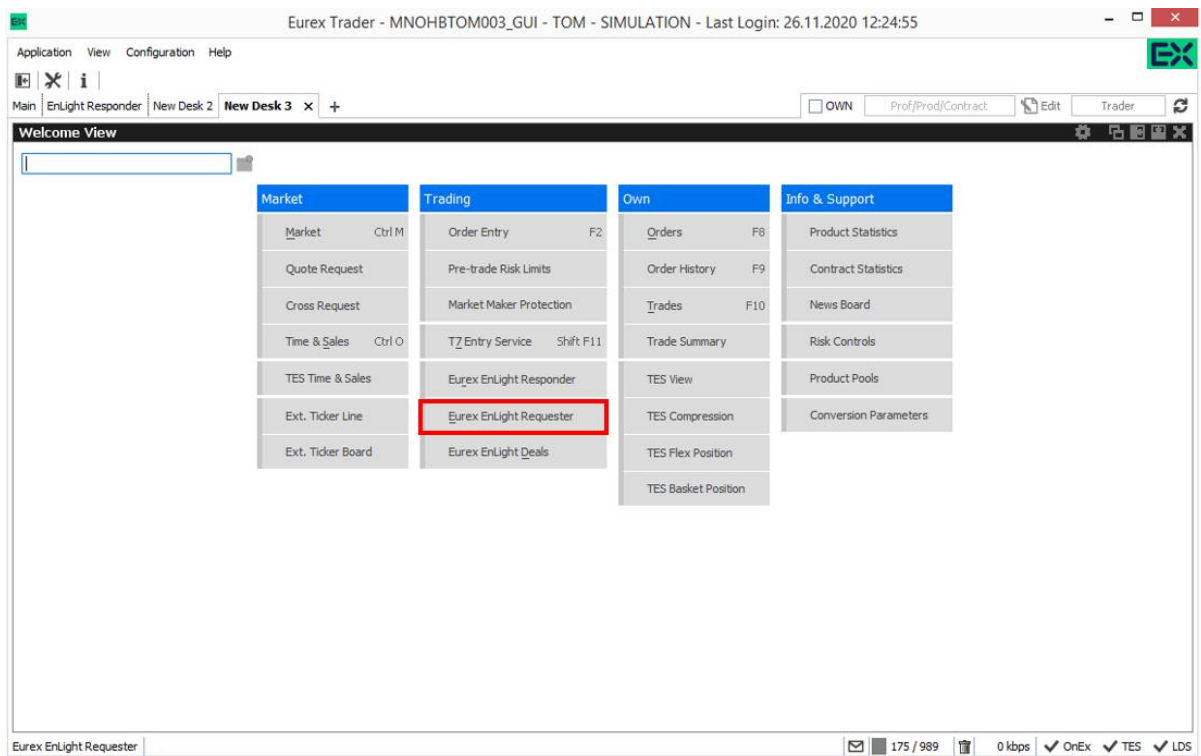 EX Eurex Trader - MNOHBTOM003_GUI - TOM - SIMULATION - Last Login: 26.11.2020 12:24:55
Application View Configuration Help
EX
i
Main EnLight Responder New Desk 2 New Desk 3 × + OWN Prof/Prod/Contract Edit Trader
Welcome View
Market Trading Own Info & Support
Market Ctrl M Order Entry F2 Orders F8 Product Statistics
Quote Request Pre-trade Risk Limits Order History F9 Contract Statistics
Cross Request Market Maker Protection Trades F10 News Board
Time & Sales Ctrl O T7 Entry Service Shift F11 Trade Summary Risk Controls
TES Time & Sales Eurex EnLight Responder TES View Product Pools
Ext. Ticker Line Eurex EnLight Requester TES Compression Conversion Parameters
Ext. Ticker Board Eurex EnLight Deals TES Flex Position
TES Basket Position
Eurex EnLight Requester 175 / 989 0 kbps OnEx TES LDS